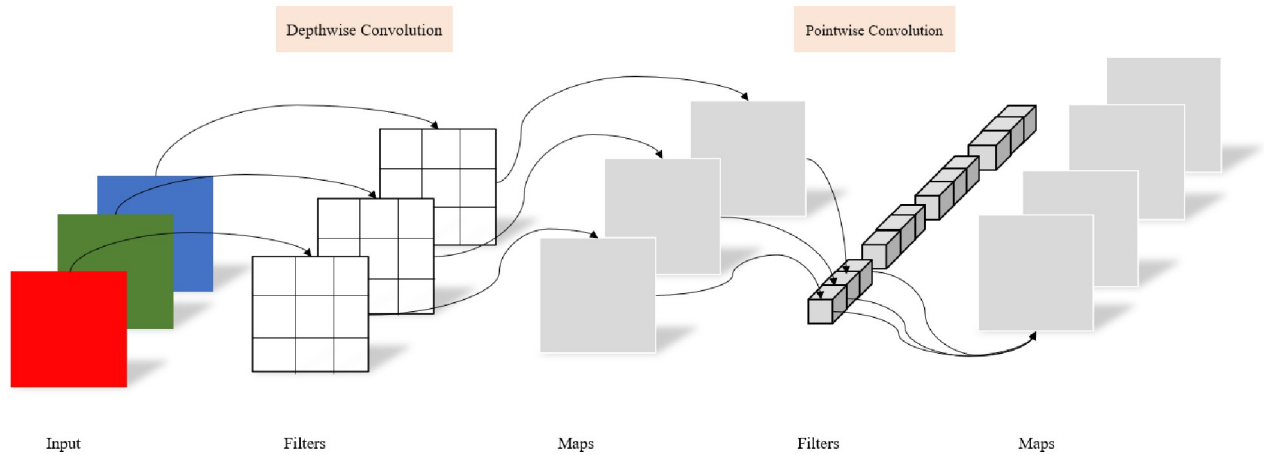 Depthwise Convolution
Pointwise Convolution
Input
Filters
Maps
Filters
Maps